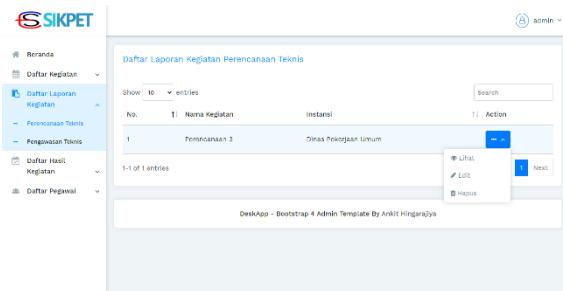 SIKPET
admin
Beranda
Daftar Kegiatan
Daftar Laporan
Kegiatan
Perencanaan Teknis
Pengawasan Teknis
Daftar Hasil
Kegiatan
Daftar Pegawai
Daftar Laporan Kegiatan Perencanaan Teknis
Show 10 entries
Search
No. Nama Kegiatan Instansi Action
1 Perencanaan 3 Dinas Pekerjaan Umum
Lihat
Edit
Hapus
1-1 of 1 entries
1 Next
DeskApp - Bootstrap 4 Admin Template By Ankit Hingarajiya